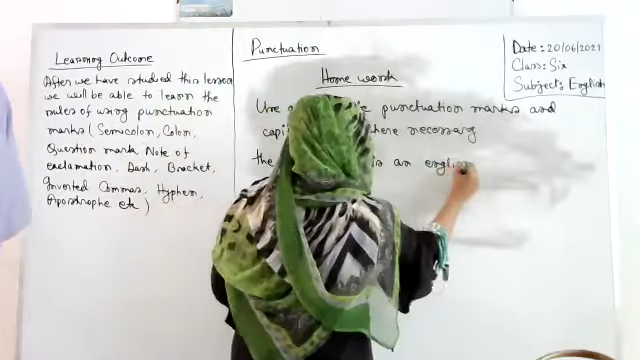 Learning Outcome
After we have studied this lesson
we will be able to learn the
rules of using punctuation
marks (Semicolon, Colon,
Question mark, Note of
exclamation, Dash, Bracket,
Inverted Commas, Hyphen,
Apostrophe etc)
Punctuation
Home work
Use punctuation marks and
capi here necessary
the is an englis
Date: 20/06/2021
Class: Six
Subject: English